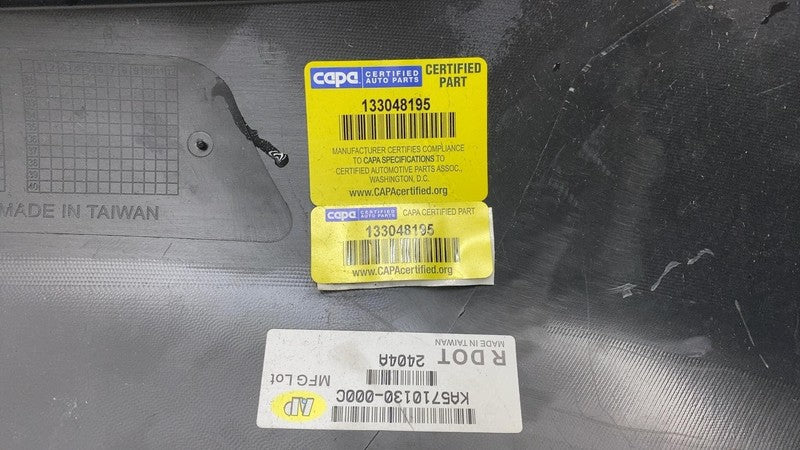 MADE IN TAIWAN
capa. CERTIFIED AUTO PARTS
CERTIFIED PART
133048195
MANUFACTURER CERTIFIES COMPLIANCE
TO CAPA SPECIFICATIONS TO
CERTIFIED AUTOMOTIVE PARTS ASSOC.,
WASHINGTON, D.C.
www.CAPAcertified.org
capa. CERTIFIED AUTO PARTS CAPA CERTIFIED PART
133048195
www.CAPAcertified.org
AP
KA5710130-000C
MFG Lot
2404A
R DOT
MADE IN TAIWAN